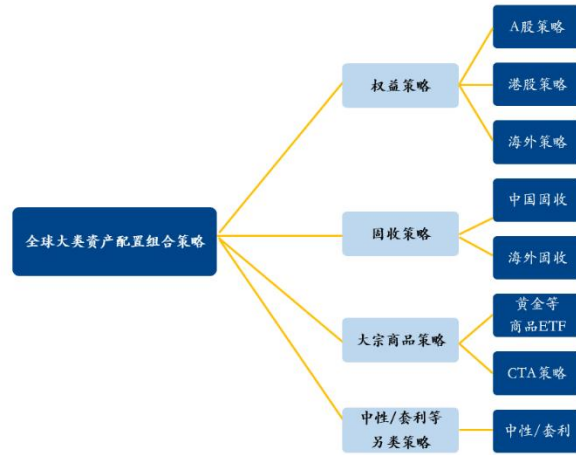 全球大类资产配置组合策略
权益策略
A股策略
港股策略
海外策略
固收策略
中国固收
海外固收
大宗商品策略
黄金等
商品ETF
CTA策略
中性/套利等
另类策略
中性/套利